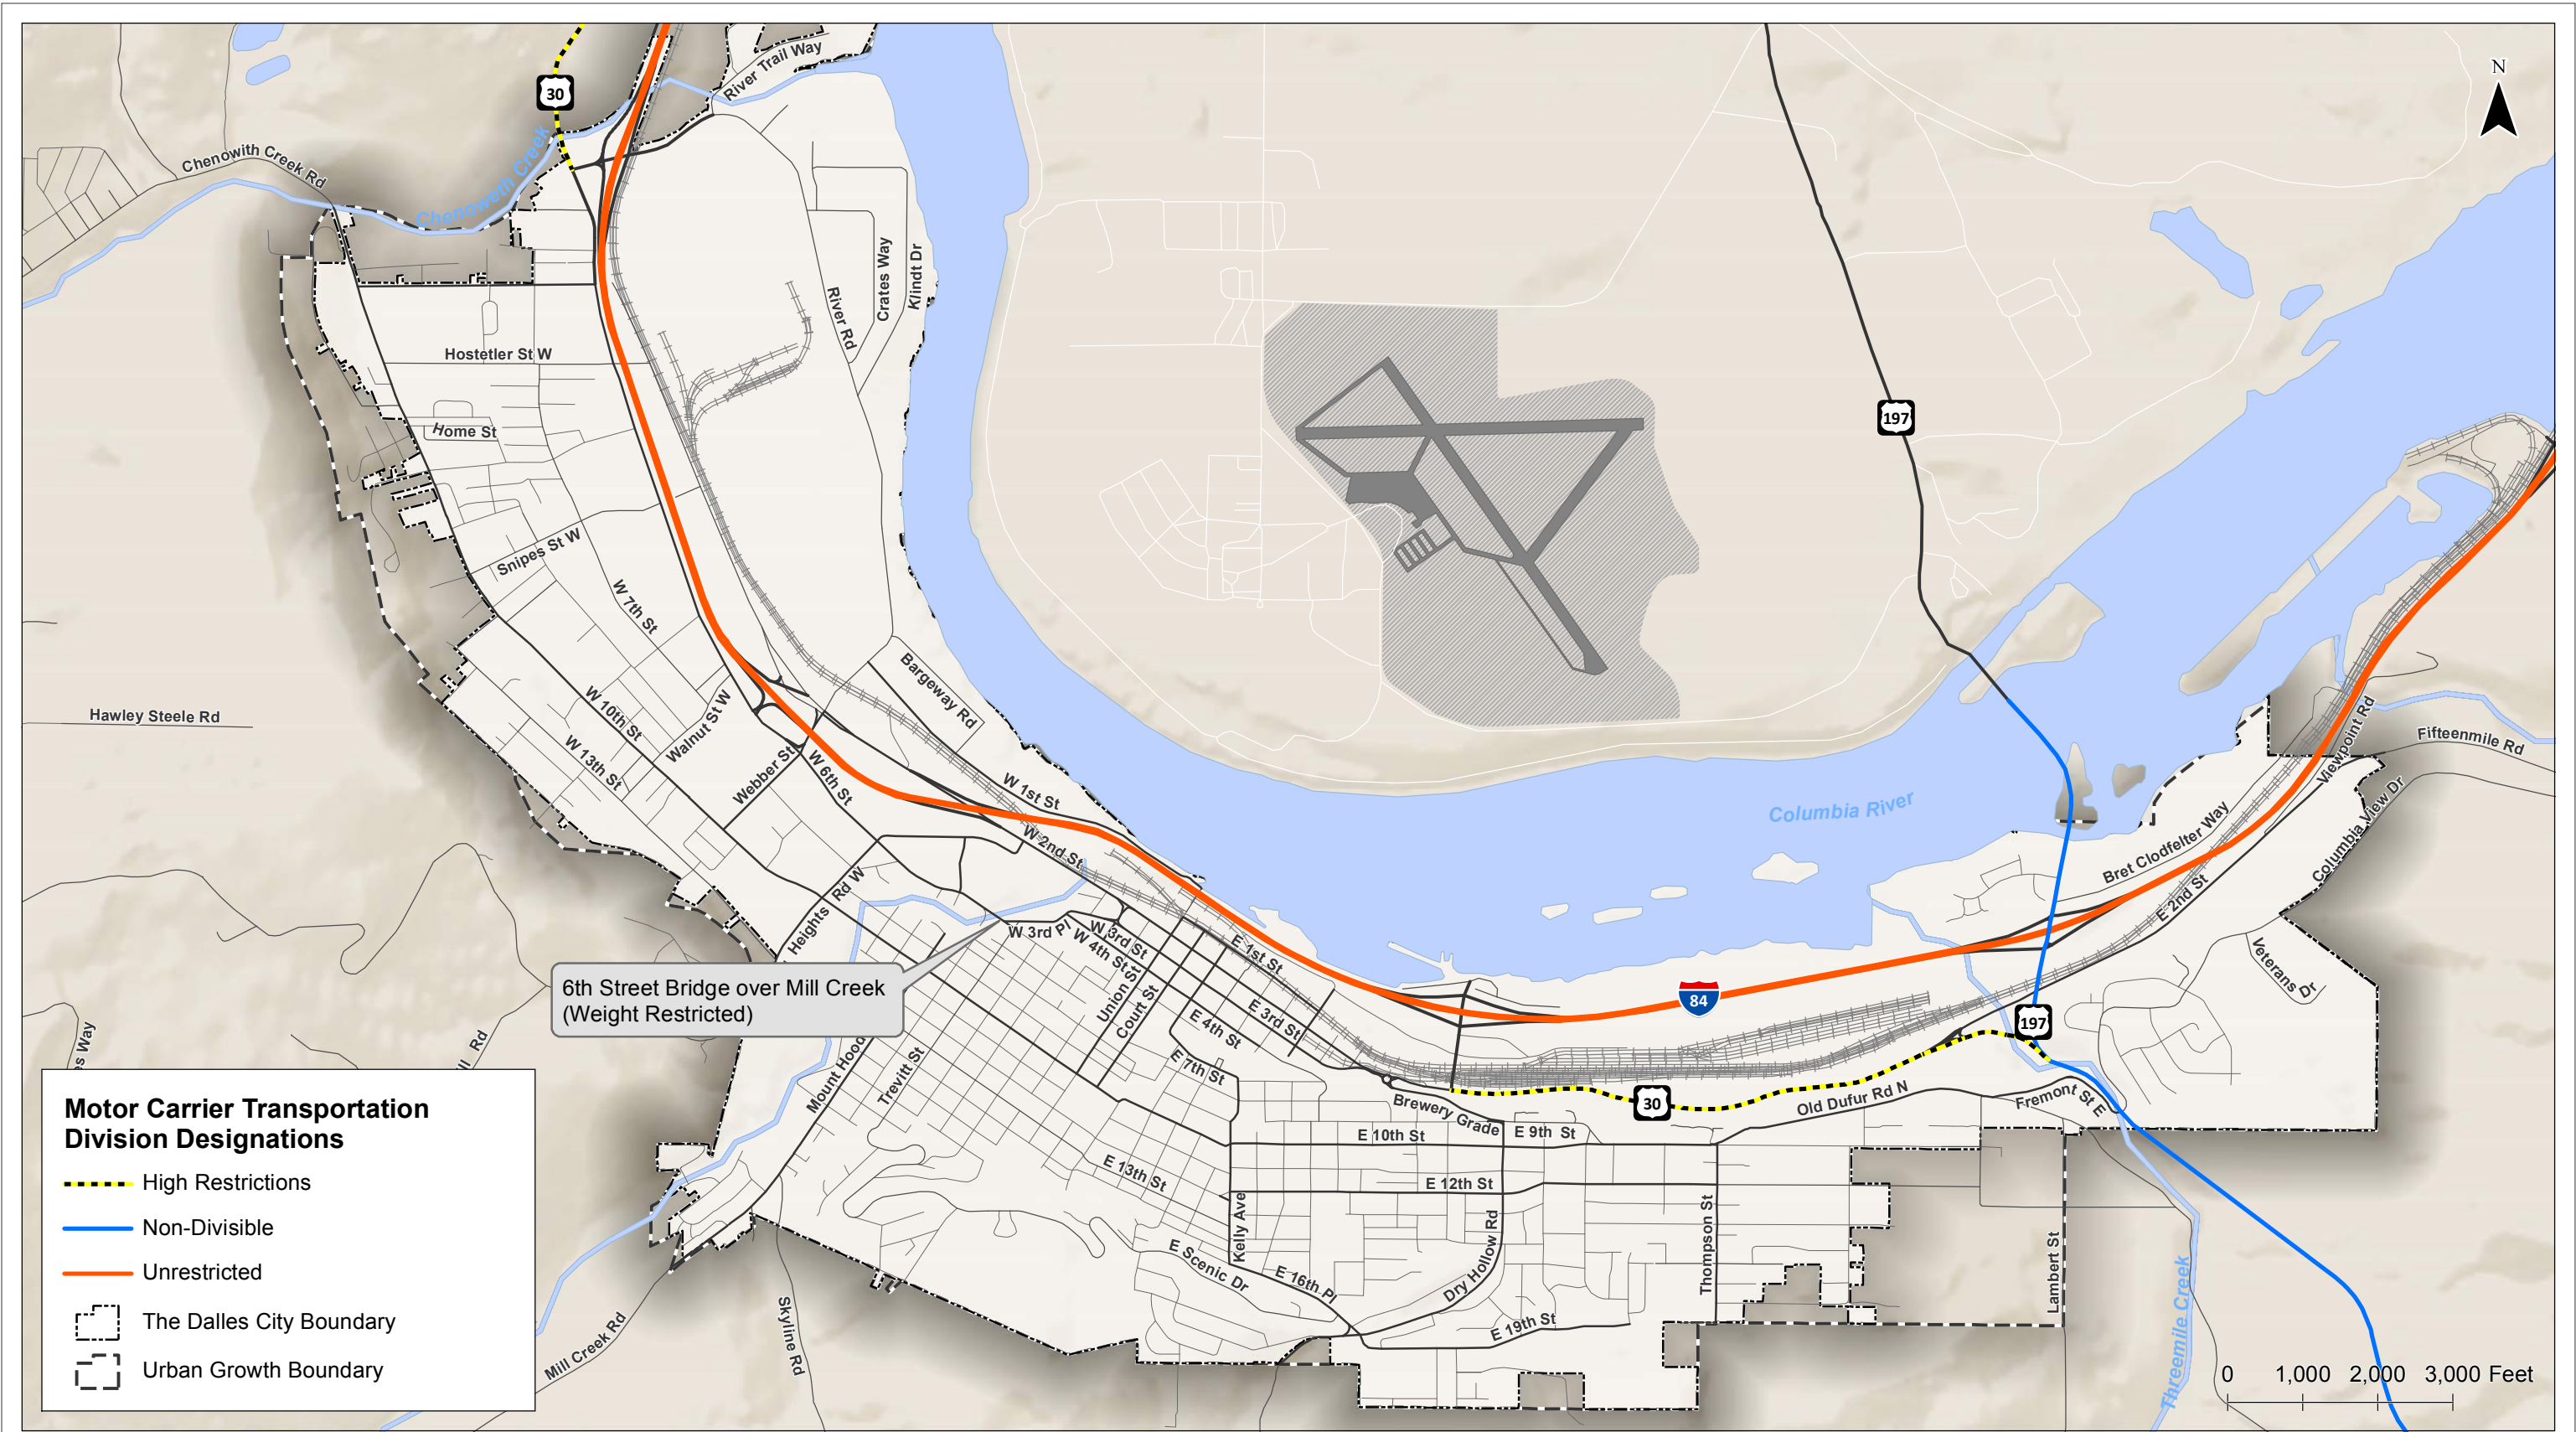 River Trail Way
N
30
Chenowith Creek Rd
Chenoweth Creek
Crates Way
Klindt Dr
River Rd
Hostetler St W
197
Home St
Snipes St W
W 7th St
Bargeway Rd
W 10th St
Walnut St W
Hawley Steele Rd
W 13th St
Webber St
W 6th St
W 1st St
Viewpoint Rd
Fifteenmile Rd
Columbia River
Columbia View Dr
Bret Clodfelter Way
W 2nd St
E 2nd St
Heights Rd W
W 3rd Pl
W 3rd St
W 4th St
E 1st St
Veterans Dr
6th Street Bridge over Mill Creek
(Weight Restricted)
Union St
Court St
84
E 3rd St
E 4th St
197
Mount Hood
Trevitt St
E 7th St
30
Brewery Grade
Old Dufur Rd N
Fremont St E
E 10th St
E 9th St
E 13th St
E 12th St
Kelly Ave
Thompson St
Dry Hollow Rd
E Scenic Dr
E 16th Pl
E 19th St
Lambert St
Threemile Creek
Skyline Rd
Mill Creek Rd
Motor Carrier Transportation
Division Designations
High Restrictions
Non-Divisible
Unrestricted
The Dalles City Boundary
Urban Growth Boundary
0 1,000 2,000 3,000 Feet